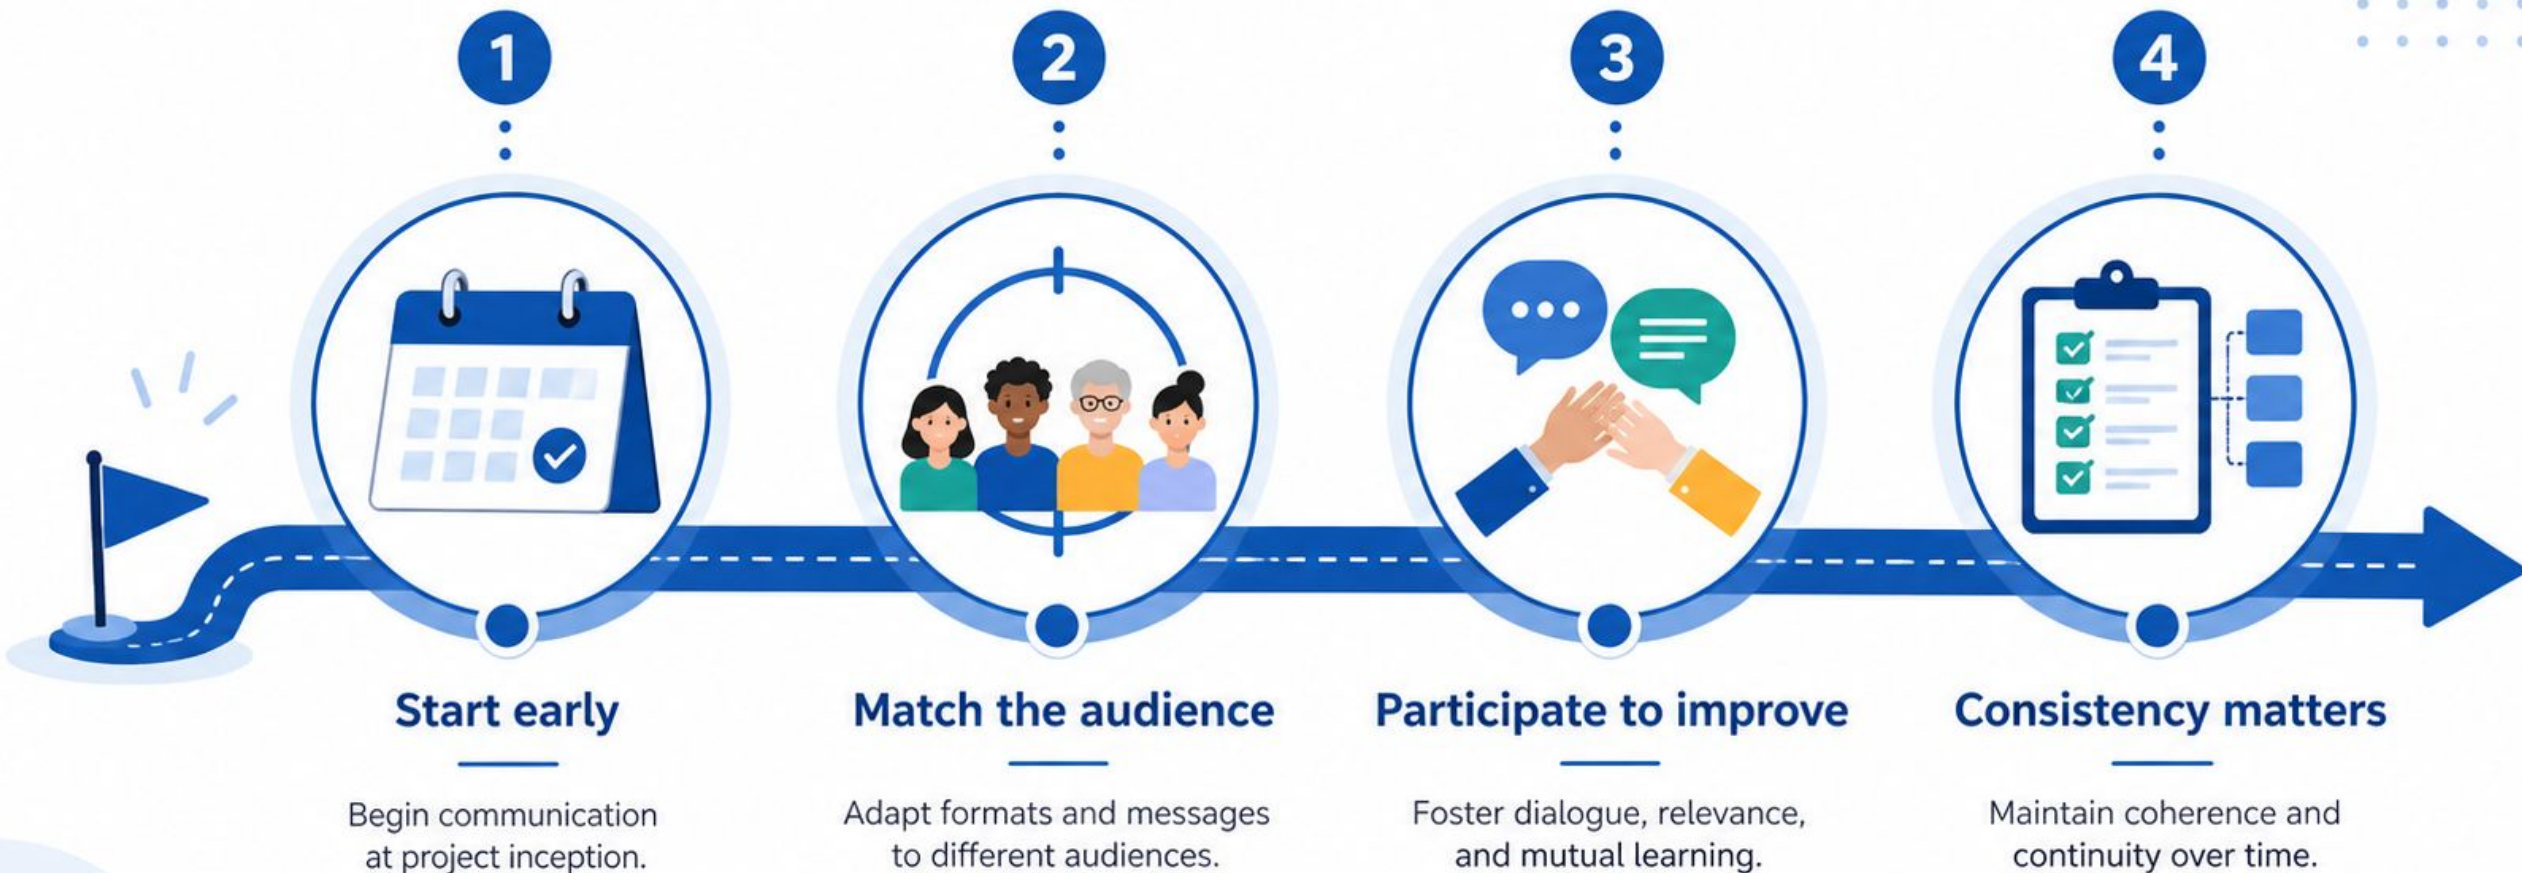 1
2
3
4
Start early
Begin communication
at project inception.
Match the audience
Adapt formats and messages
to different audiences.
Participate to improve
Foster dialogue, relevance,
and mutual learning.
Consistency matters
Maintain coherence and
continuity over time.